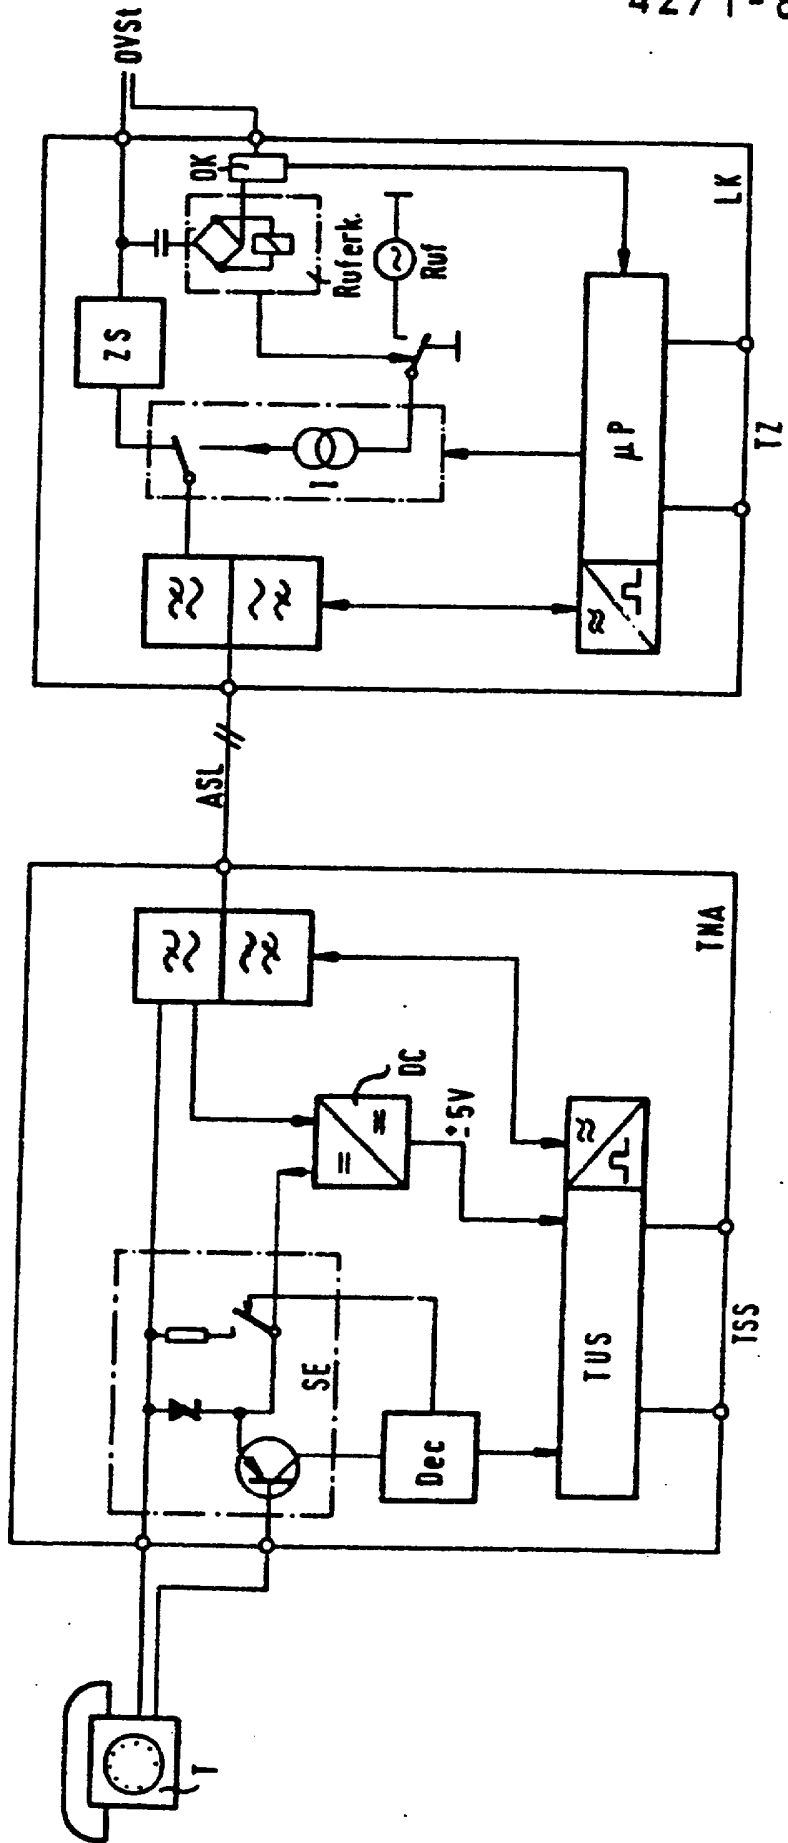 OVSt
OK
ZS
Ruferk.
Ruf
I
µP
LK
TZ
ASL
TNA
DC
±5V
SE
Dec
TUS
TSS
T